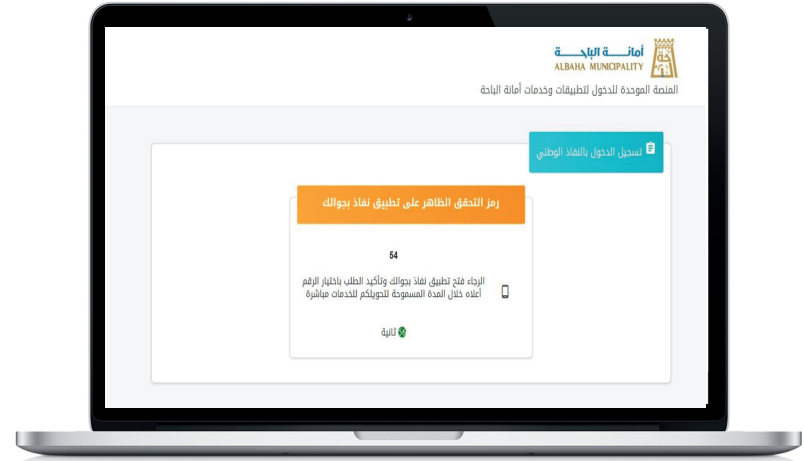 أمانــــة الباحـــــة
ALBAHA MUNICIPALITY
المنصة الموحدة للدخول لتطبيقات وخدمات أمانة الباحة
تسجيل الدخول بالنفاذ الوطني
رمز التحقق الظاهر على تطبيق نفاذ بجوالك
54
الرجاء فتح تطبيق نفاذ بجوالك وتأكيد الطلب باختيار الرقم
أعلاه خلال المدة المسموحة لتحويلكم للخدمات مباشرة
ثانية